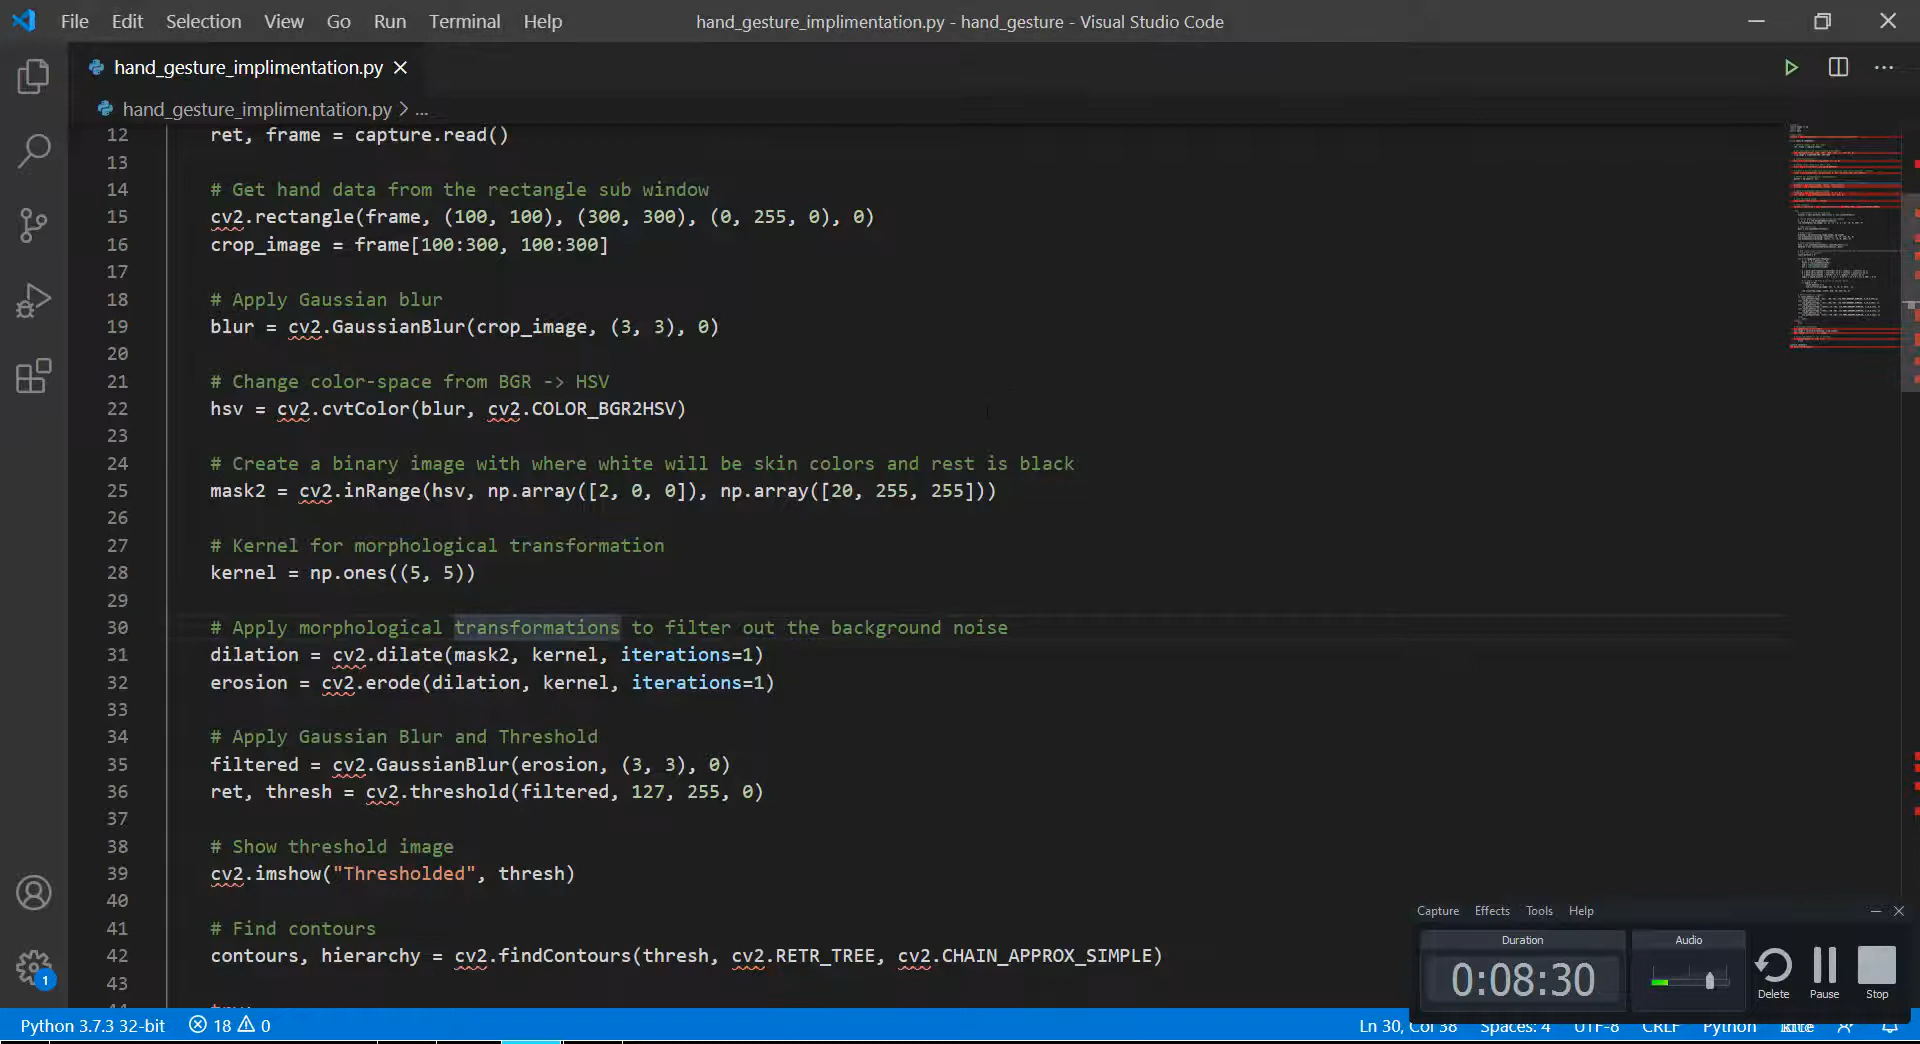 File Edit Selection View Go Run Terminal Help hand_gesture_implimentation.py - hand_gesture - Visual Studio Code
hand_gesture_implimentation.py
hand_gesture_implimentation.py > ...
12 ret, frame = capture.read()
13
14 # Get hand data from the rectangle sub window
15 cv2.rectangle(frame, (100, 100), (300, 300), (0, 255, 0), 0)
16 crop_image = frame[100:300, 100:300]
17
18 # Apply Gaussian blur
19 blur = cv2.GaussianBlur(crop_image, (3, 3), 0)
20
21 # Change color-space from BGR -> HSV
22 hsv = cv2.cvtColor(blur, cv2.COLOR_BGR2HSV)
23
24 # Create a binary image with where white will be skin colors and rest is black
25 mask2 = cv2.inRange(hsv, np.array([2, 0, 0]), np.array([20, 255, 255]))
26
27 # Kernel for morphological transformation
28 kernel = np.ones((5, 5))
29
30 # Apply morphological transformations to filter out the background noise
31 dilation = cv2.dilate(mask2, kernel, iterations=1)
32 erosion = cv2.erode(dilation, kernel, iterations=1)
33
34 # Apply Gaussian Blur and Threshold
35 filtered = cv2.GaussianBlur(erosion, (3, 3), 0)
36 ret, thresh = cv2.threshold(filtered, 127, 255, 0)
37
38 # Show threshold image
39 cv2.imshow("Thresholded", thresh)
40
41 # Find contours
42 contours, hierarchy = cv2.findContours(thresh, cv2.RETR_TREE, cv2.CHAIN_APPROX_SIMPLE)
43
Capture Effects Tools Help
Duration
Audio
0:08:30
Delete Pause Stop
1
Python 3.7.3 32-bit 18 0 Ln 30, Col 38 Spaces: 4 UTF-8 CRLF Python